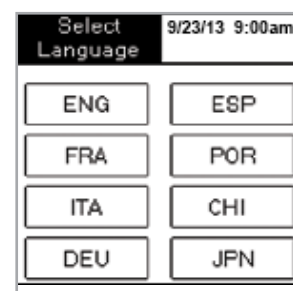 Select
Language
9/23/13 9:00am
ENG
ESP
FRA
POR
ITA
CHI
DEU
JPN